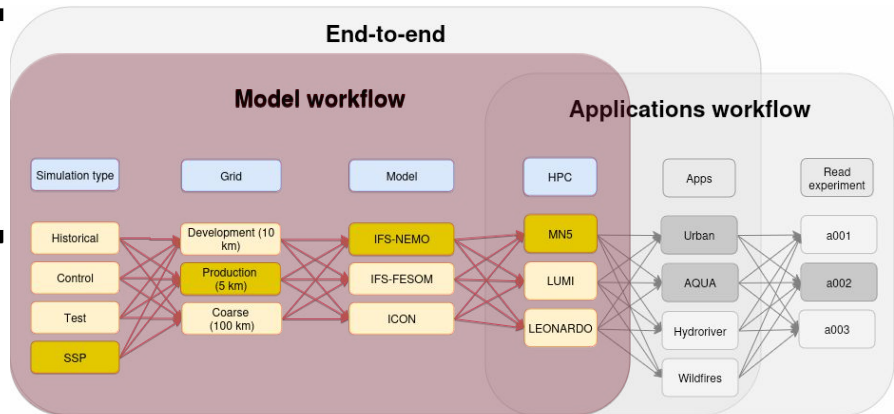 End-to-end
Model workflow
Applications workflow
Simulation type
Grid
Model
HPC
Apps
Read
experiment
Historical
Development (10
km)
IFS-NEMO
MN5
Urban
a001
Control
Production
(5 km)
IFS-FESOM
LUMI
AQUA
a002
Test
Coarse
(100 km)
ICON
LEONARDO
Hydroriver
a003
SSP
Wildfires